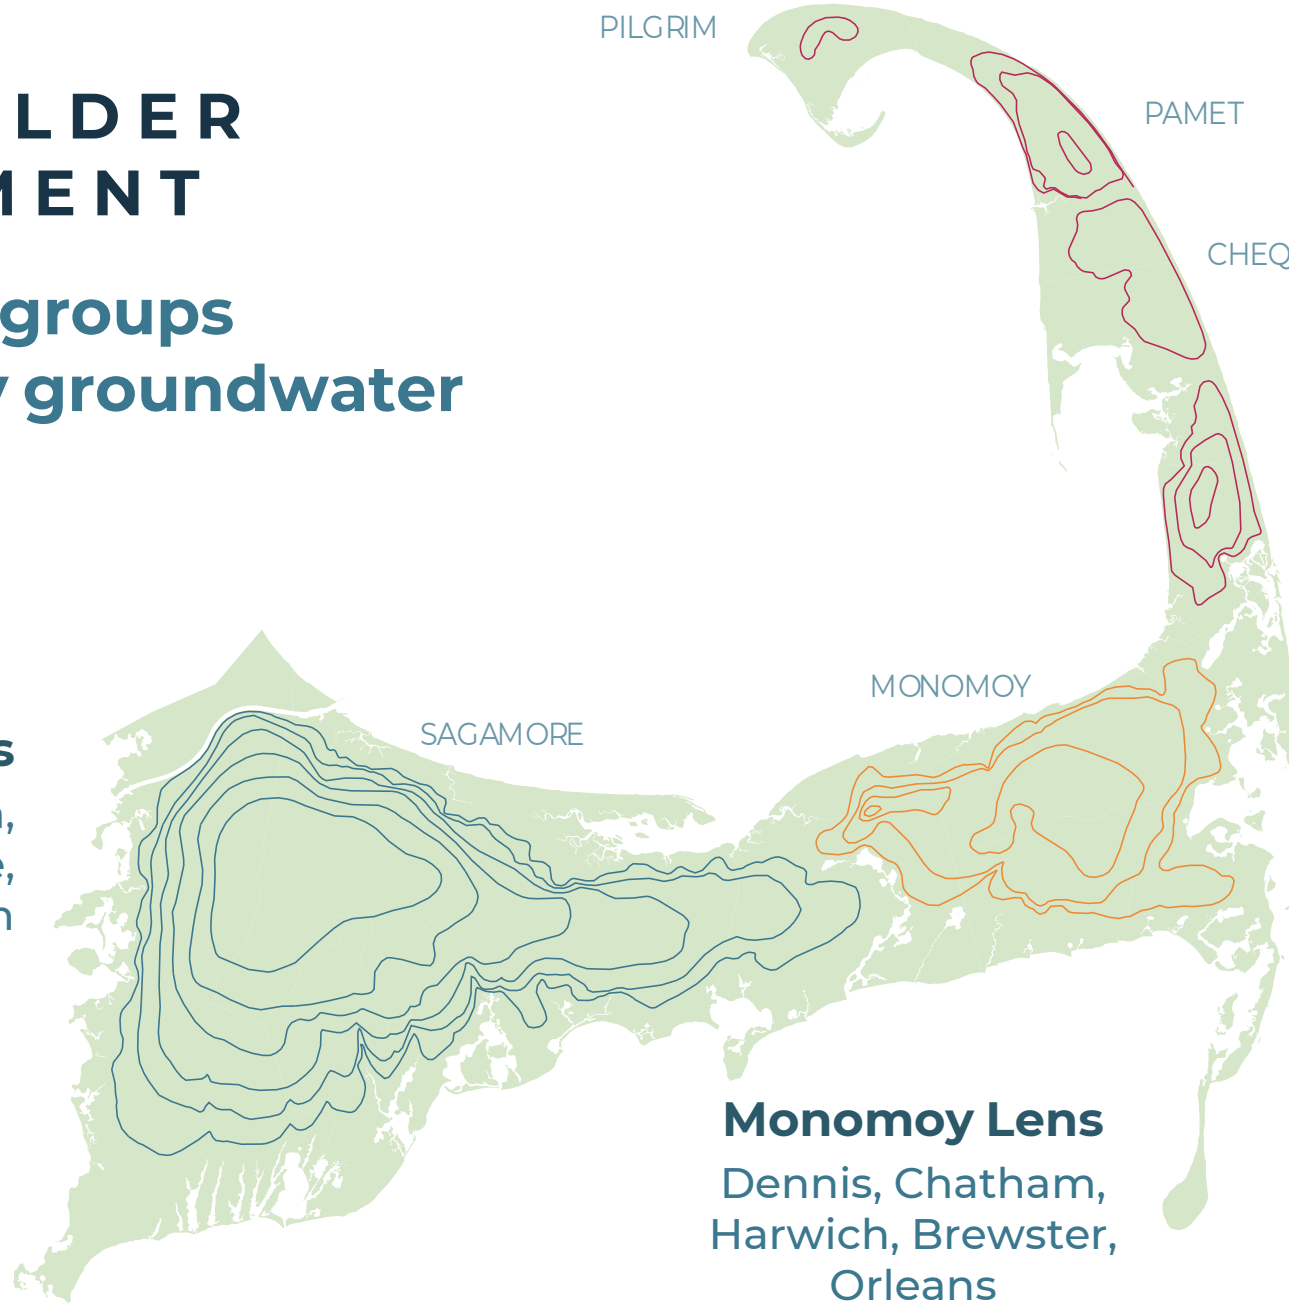 PILGRIM
LDER
MENT
PAMET
CHEQ
groups
y groundwater
MONOMOY
SAGAMORE
s
,
e,
n
Monomoy Lens
Dennis, Chatham,
Harwich, Brewster,
Orleans